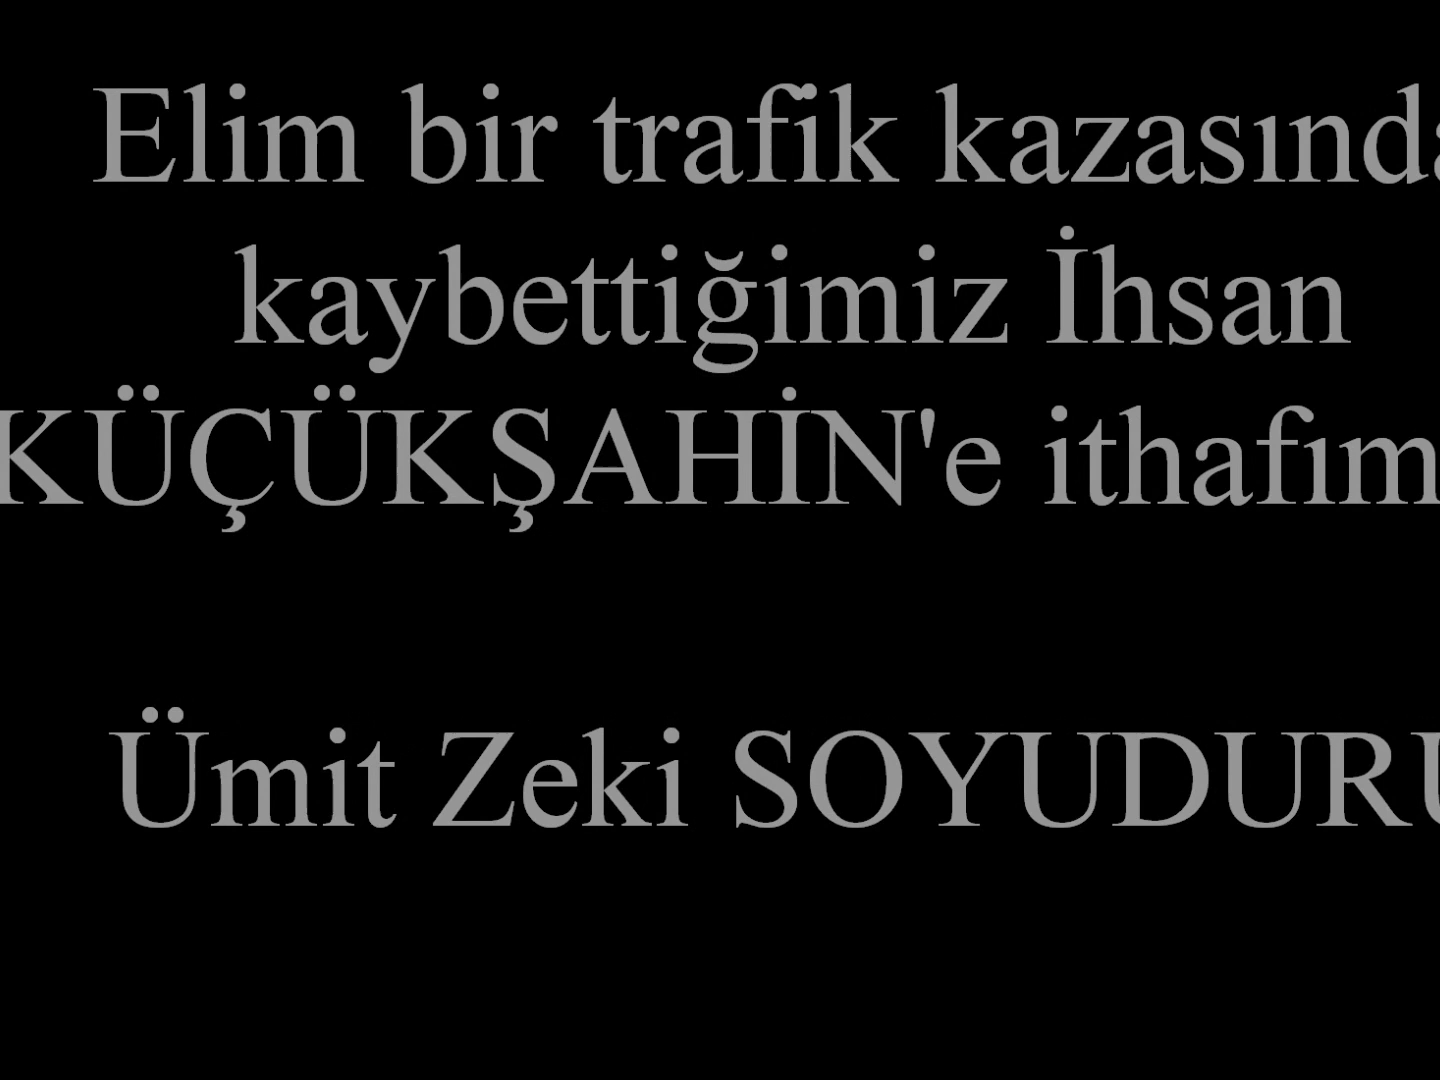 Elim bir trafik kazasında
kaybettiğimiz İhsan
KÜÇÜKŞAHİN'e ithafım
Ümit Zeki SOYUDURU